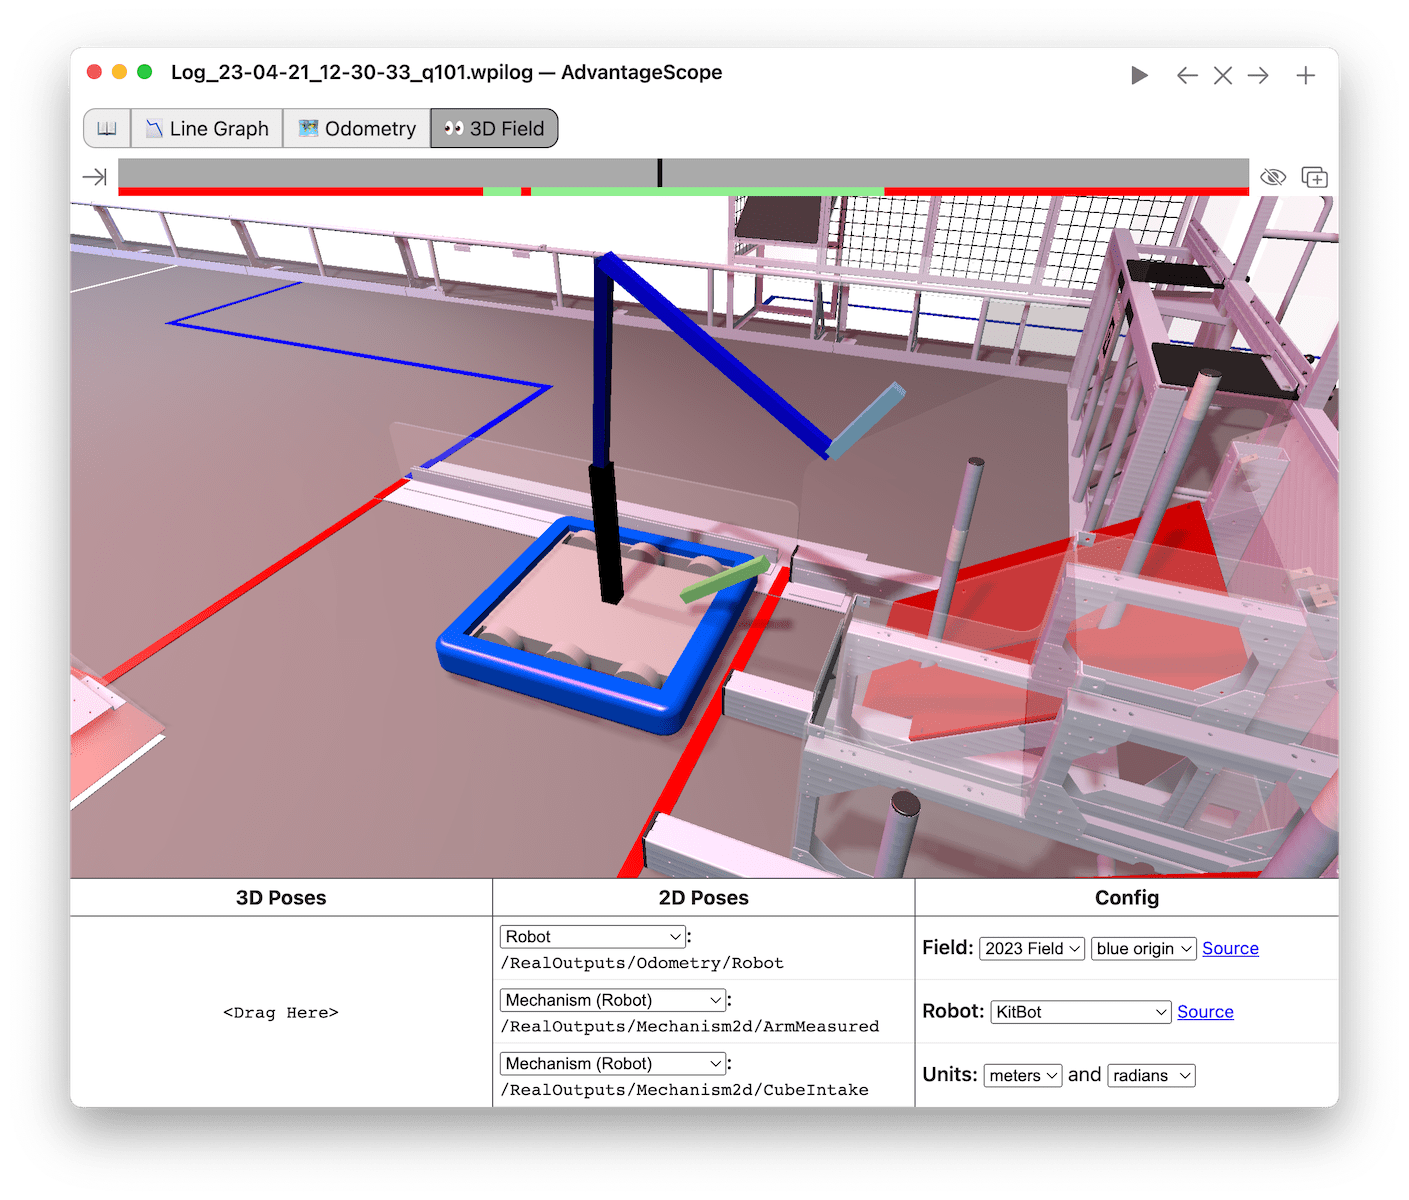 Log_23-04-21_12-30-33_q101.wpilog — AdvantageScope
Line Graph
Odometry
3D Field
3D Poses
2D Poses
Config
<Drag Here>
Robot :
/RealOutputs/Odometry/Robot
Mechanism (Robot) :
/RealOutputs/Mechanism2d/ArmMeasured
Mechanism (Robot) :
/RealOutputs/Mechanism2d/CubeIntake
Field: 2023 Field blue origin Source
Robot: KitBot Source
Units: meters and radians